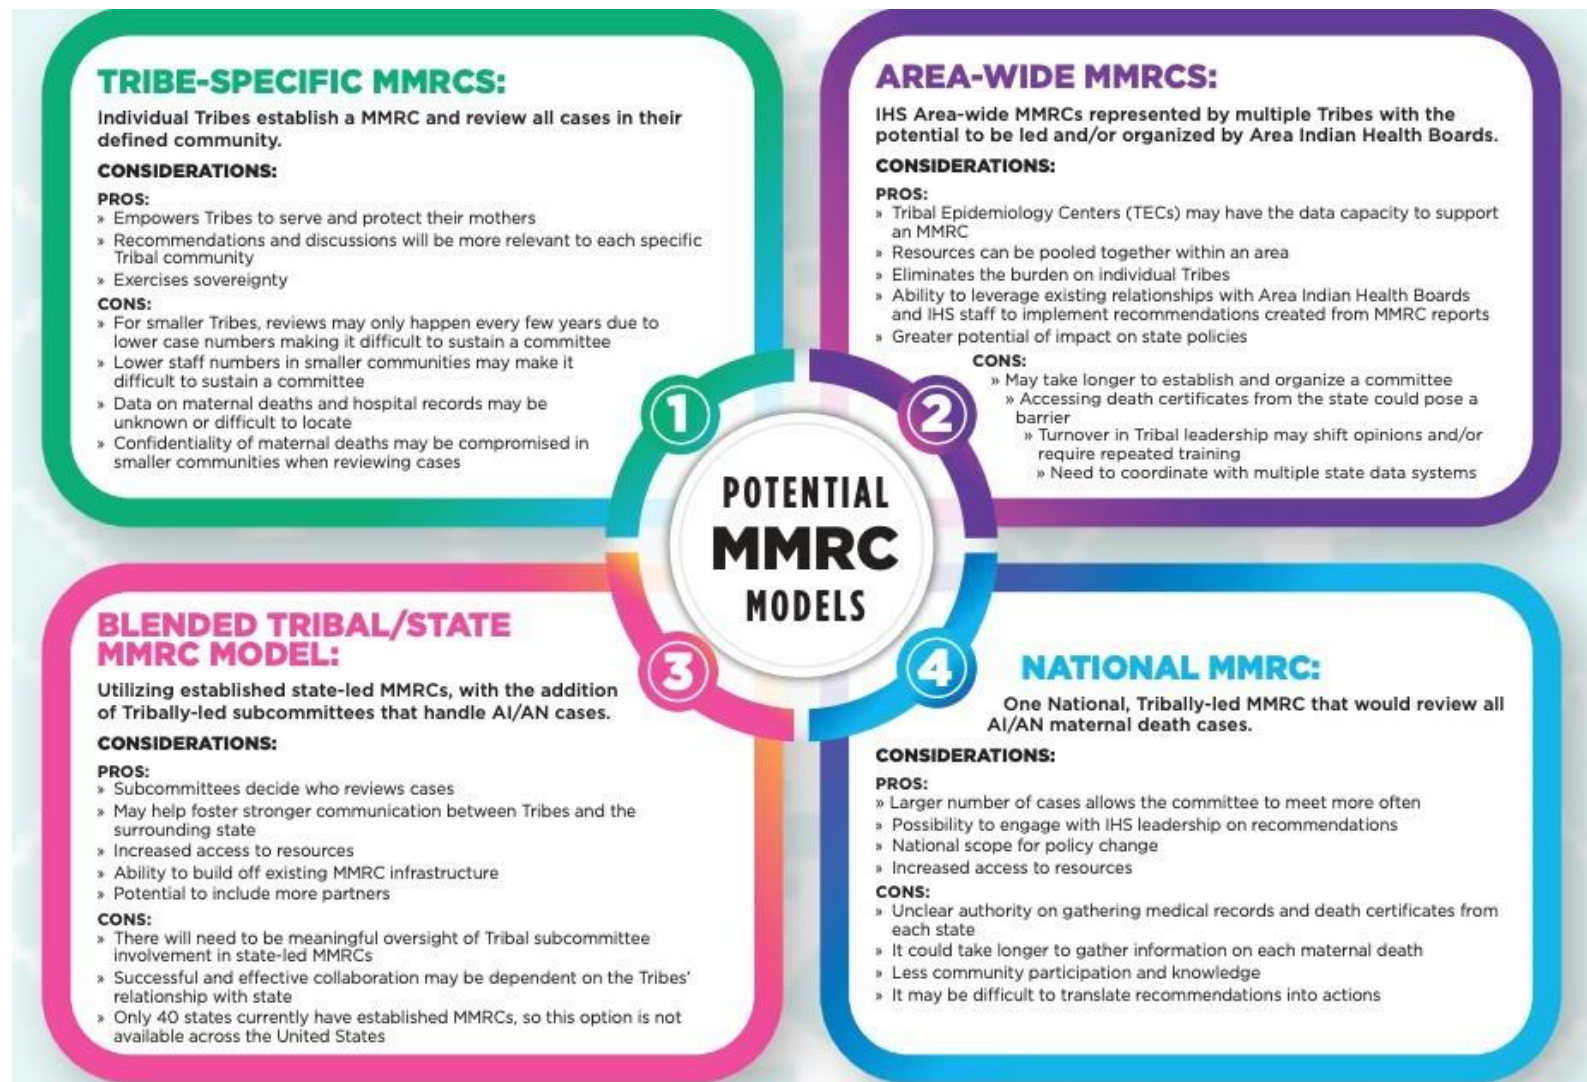 TRIBE-SPECIFIC MMRCS:
Individual Tribes establish a MMRC and review all cases in their
defined community.
CONSIDERATIONS:
PROS:
» Empowers Tribes to serve and protect their mothers
» Recommendations and discussions will be more relevant to each specific
Tribal community
» Exercises sovereignty
CONS:
» For smaller Tribes, reviews may only happen every few years due to
lower case numbers making it difficult to sustain a committee
» Lower staff numbers in smaller communities may make it
difficult to sustain a committee
» Data on maternal deaths and hospital records may be
unknown or difficult to locate
» Confidentiality of maternal deaths may be compromised in
smaller communities when reviewing cases
1
AREA-WIDE MMRCS:
IHS Area-wide MMRCs represented by multiple Tribes with the
potential to be led and/or organized by Area Indian Health Boards.
CONSIDERATIONS:
PROS:
» Tribal Epidemiology Centers (TECs) may have the data capacity to support
an MMRC
» Resources can be pooled together within an area
» Eliminates the burden on individual Tribes
» Ability to leverage existing relationships with Area Indian Health Boards
and IHS staff to implement recommendations created from MMRC reports
» Greater potential of impact on state policies
CONS:
» May take longer to establish and organize a committee
» Accessing death certificates from the state could pose a
barrier
» Turnover in Tribal leadership may shift opinions and/or
require repeated training
» Need to coordinate with multiple state data systems
2
POTENTIAL
MMRC
MODELS
BLENDED TRIBAL/STATE
MMRC MODEL:
Utilizing established state-led MMRCs, with the addition
of Tribally-led subcommittees that handle AI/AN cases.
CONSIDERATIONS:
PROS:
» Subcommittees decide who reviews cases
» May help foster stronger communication between Tribes and the
surrounding state
» Increased access to resources
» Ability to build off existing MMRC infrastructure
» Potential to include more partners
CONS:
» There will need to be meaningful oversight of Tribal subcommittee
involvement in state-led MMRCs
» Successful and effective collaboration may be dependent on the Tribes'
relationship with state
» Only 40 states currently have established MMRCs, so this option is not
available across the United States
3
4
NATIONAL MMRC:
One National, Tribally-led MMRC that would review all
AI/AN maternal death cases.
CONSIDERATIONS:
PROS:
» Larger number of cases allows the committee to meet more often
» Possibility to engage with IHS leadership on recommendations
» National scope for policy change
» Increased access to resources
CONS:
» Unclear authority on gathering medical records and death certificates from
each state
» It could take longer to gather information on each maternal death
» Less community participation and knowledge
» It may be difficult to translate recommendations into actions